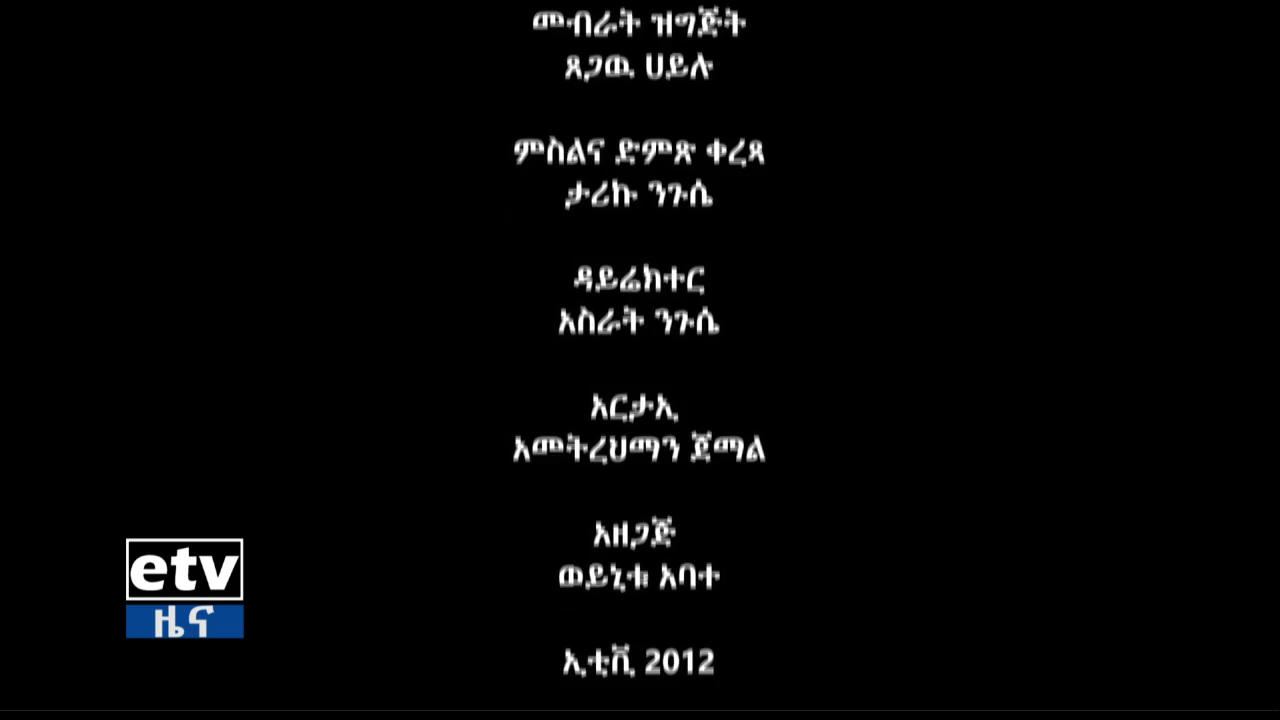 መብራት ዝግጅት
ጸጋዉ ሀይሉ
ምስልና ድምጽ ቀረጻ
ታሪኩ ንጉሴ
ዳይሬክተር
አስራት ንጉሴ
አርታኢ
አመትረህማን ጀማል
አዘጋጅ
ወይኒቱ አባተ
ኢቲቪ 2012
etv
ዜና